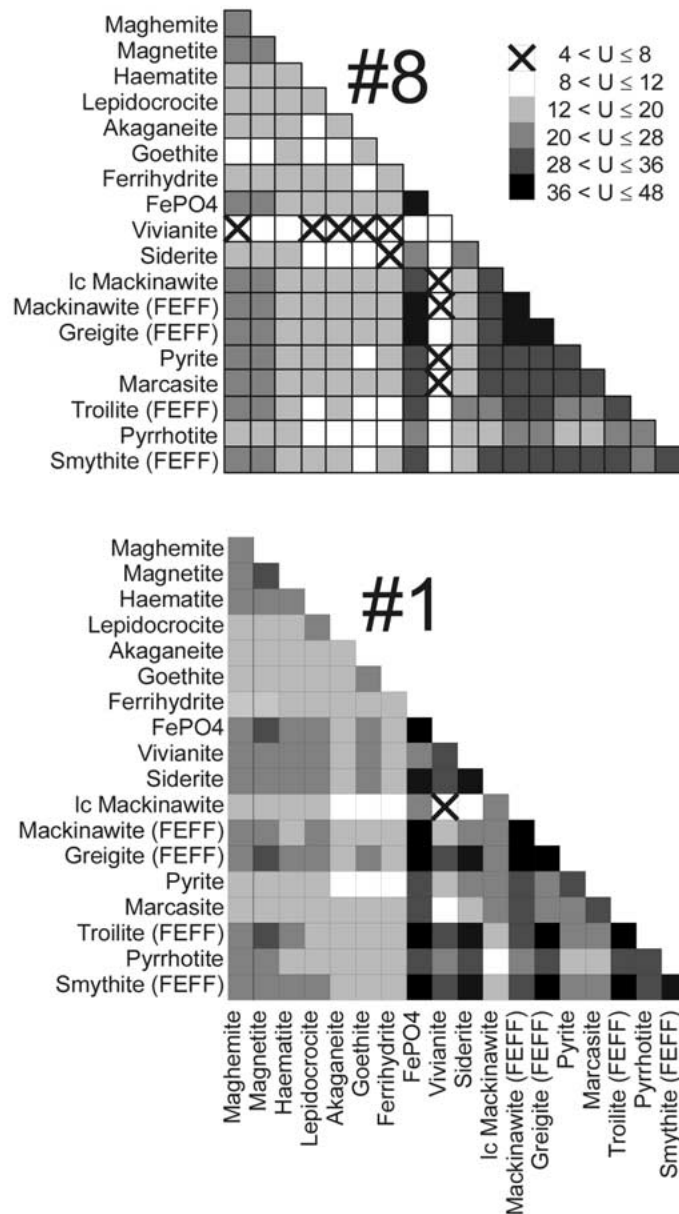 Maghemite
Magnetite
Haematite
Lepidocrocite
Akaganeite
Goethite
Ferrihydrite
FePO4
Vivianite
Siderite
Ic Mackinawite
Mackinawite (FEFF)
Greigite (FEFF)
Pyrite
Marcasite
Troilite (FEFF)
Pyrrhotite
Smythite (FEFF)
#8
4 < U ≤ 8
8 < U ≤ 12
12 < U ≤ 20
20 < U ≤ 28
28 < U ≤ 36
36 < U ≤ 48
Maghemite
Magnetite
Haematite
Lepidocrocite
Akaganeite
Goethite
Ferrihydrite
FePO4
Vivianite
Siderite
Ic Mackinawite
Mackinawite (FEFF)
Greigite (FEFF)
Pyrite
Marcasite
Troilite (FEFF)
Pyrrhotite
Smythite (FEFF)
#1
Maghemite
Magnetite
Haematite
Lepidocrocite
Akaganeite
Goethite
Ferrihydrite
FePO4
Vivianite
Siderite
Ic Mackinawite
Mackinawite (FEFF)
Greigite (FEFF)
Pyrite
Marcasite
Troilite (FEFF)
Pyrrhotite
Smythite (FEFF)